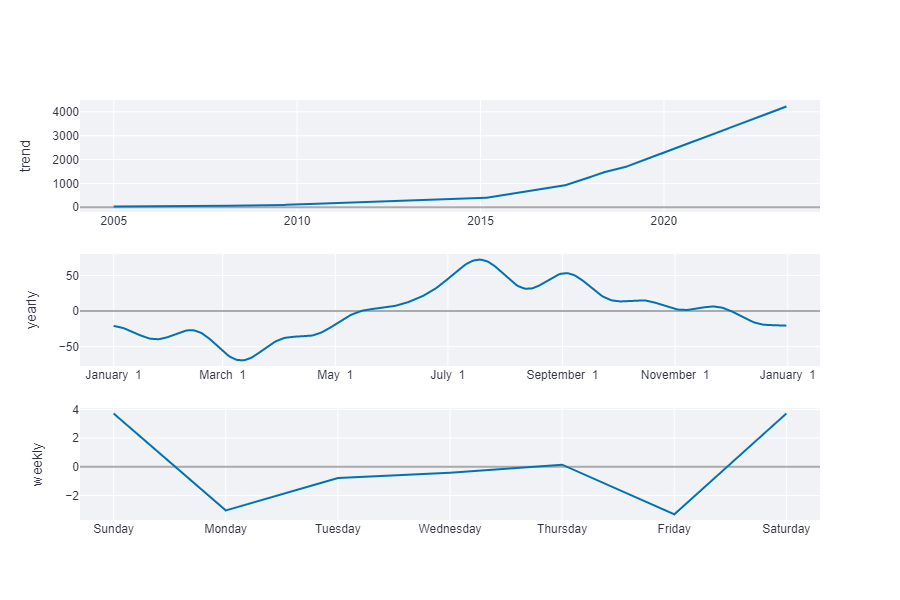 trend
4000
3000
2000
1000
0
2005 2010 2015 2020
yearly
50
0
−50
January 1 March 1 May 1 July 1 September 1 November 1 January 1
weekly
4
2
0
−2
Sunday Monday Tuesday Wednesday Thursday Friday Saturday